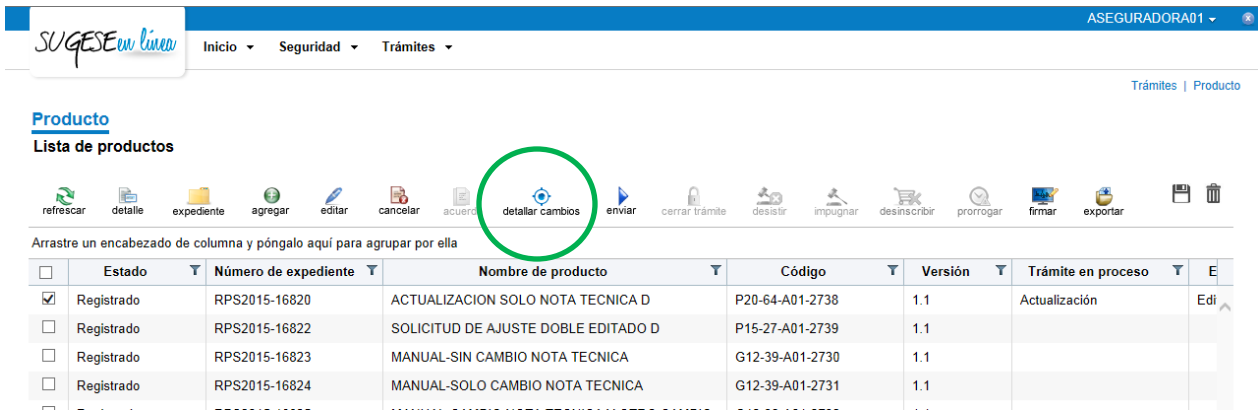 ASEGURADORA01
SUGESE en línea
Inicio Seguridad Trámites
Trámites | Producto
Producto
Lista de productos
refrescar detalle expediente agregar editar cancelar detallar cambios enviar cerrar trámite desistir impugnar desinscribir prorrogar firmar exportar
Arrastre un encabezado de columna y póngalo aquí para agrupar por ella
Estado Número de expediente Nombre de producto Código Versión Trámite en proceso E
Registrado RPS2015-16820 ACTUALIZACION SOLO NOTA TECNICA D P20-64-A01-2738 1.1 Actualización Edi
Registrado RPS2015-16822 SOLICITUD DE AJUSTE DOBLE EDITADO D P15-27-A01-2739 1.1
Registrado RPS2015-16823 MANUAL-SIN CAMBIO NOTA TECNICA G12-39-A01-2730 1.1
Registrado RPS2015-16824 MANUAL-SOLO CAMBIO NOTA TECNICA G12-39-A01-2731 1.1